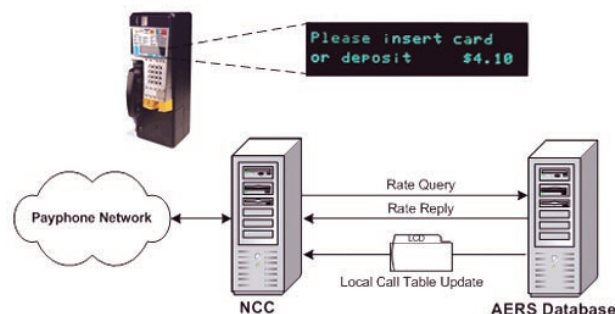 Please insert card
or deposit $4.10
Payphone Network
Rate Query
Rate Reply
LCD
Local Call Table Update
NCC
AERS Database